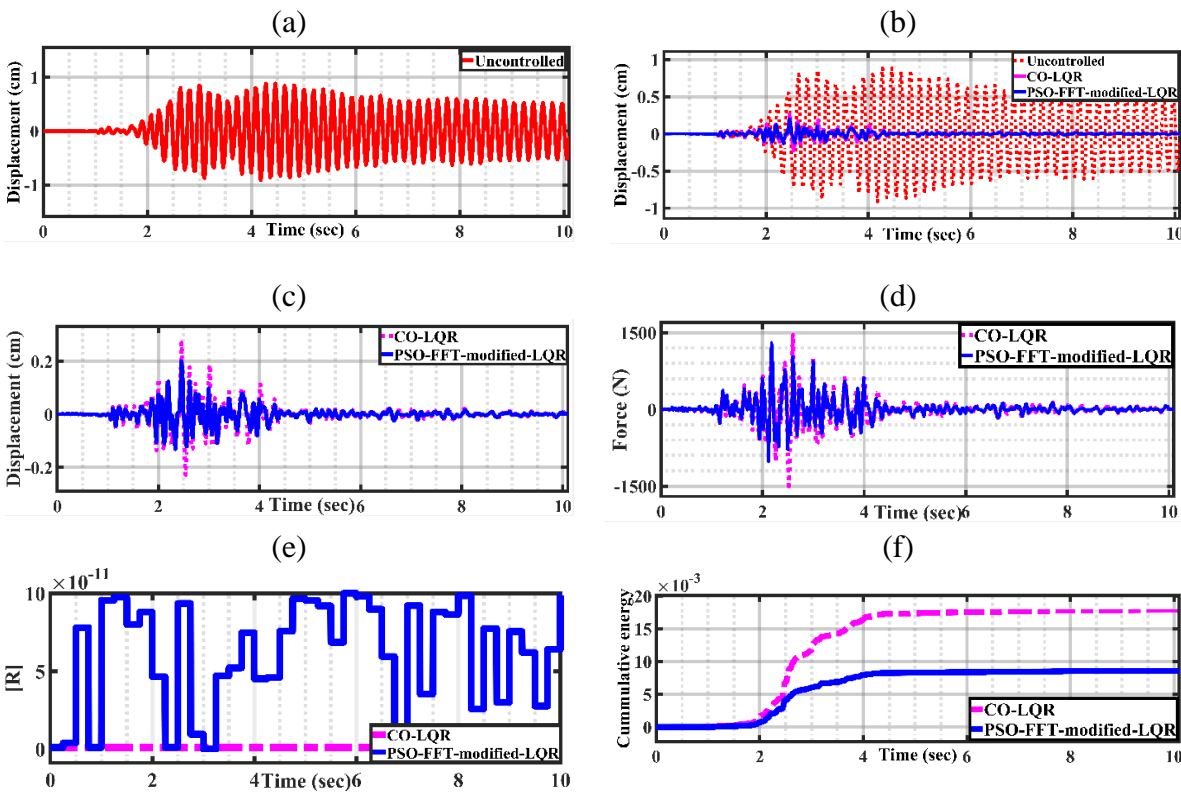 (a)
Displacement (cm)
1
0
-1
Uncontrolled
0
2
4
6
8
10
Time (sec)
(b)
Displacement (cm)
1
0.5
0
-0.5
-1
Uncontrolled
CO-LQR
PSO-FFT-modified-LQR
0
2
4
6
8
10
Time (sec)
(c)
Displacement (cm)
0.2
0
-0.2
CO-LQR
PSO-FFT-modified-LQR
0
2
4
6
8
10
Time (sec)
(d)
Force (N)
1500
0
-1500
CO-LQR
PSO-FFT-modified-LQR
0
2
4
6
8
10
Time (sec)
(e)
×10-11
[R]
10
5
0
CO-LQR
PSO-FFT-modified-LQR
0
2
4
6
8
10
Time (sec)
(f)
×10-3
Cummulative energy
20
15
10
5
0
CO-LQR
PSO-FFT-modified-LQR
0
2
4
6
8
10
Time (sec)